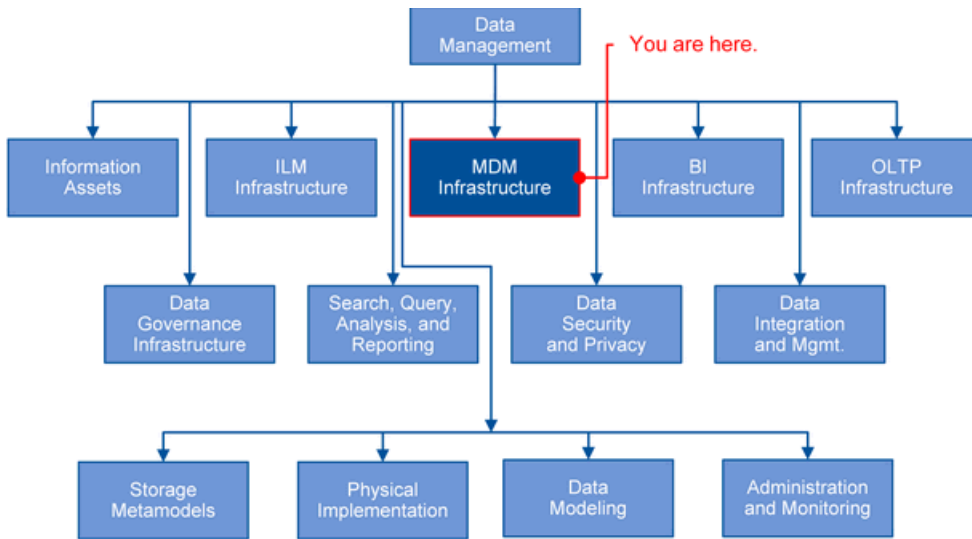 Data
Management
You are here.
Information
Assets
ILM
Infrastructure
MDM
Infrastructure
BI
Infrastructure
OLTP
Infrastructure
Data
Governance
Infrastructure
Search, Query,
Analysis, and
Reporting
Data
Security
and Privacy
Data
Integration
and Mgmt.
Storage
Metamodels
Physical
Implementation
Data
Modeling
Administration
and Monitoring